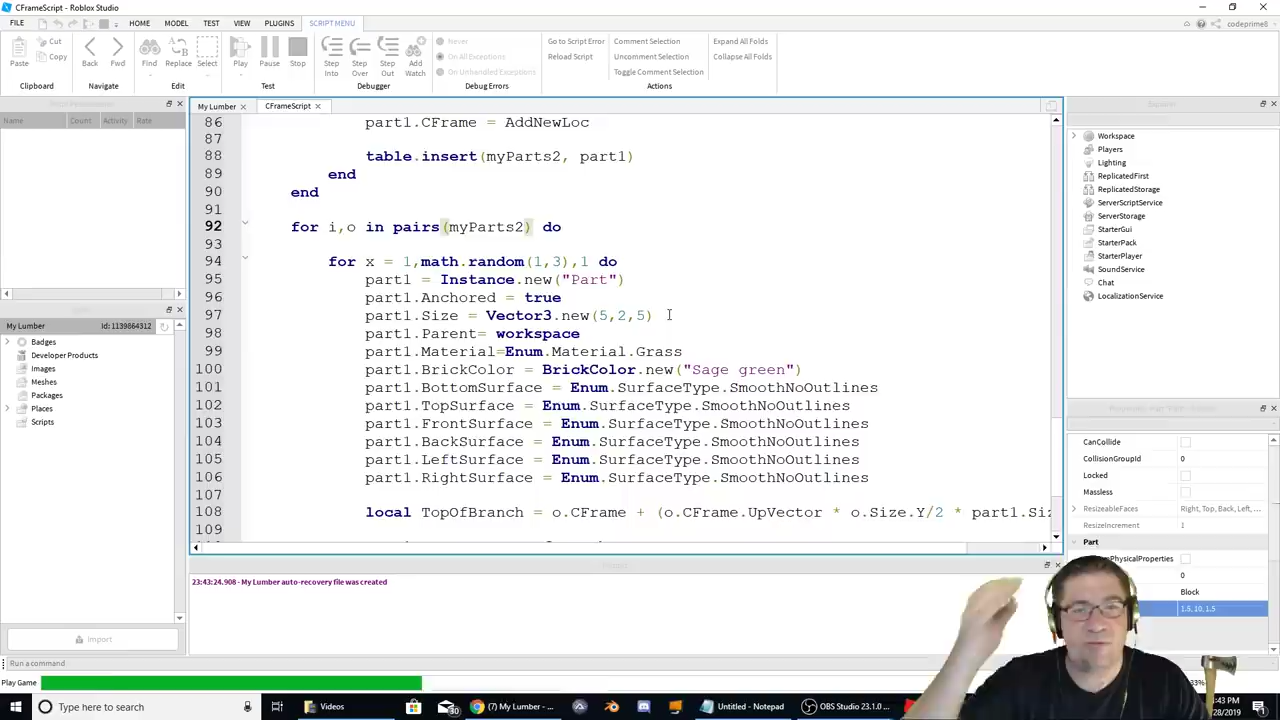 CFrameScript - Roblox Studio
FILE HOME MODEL TEST VIEW PLUGINS SCRIPT MENU codeprime8
Paste Cut Copy Back Fwd Find Replace Select Play Pause Stop Step Into Step Over Step Out Add Watch
Never
On All Exceptions
On Unhandled Exceptions
Go to Script Error
Reload Script
Comment Selection
Uncomment Selection
Toggle Comment Selection
Expand All Folds
Collapse All Folds
Clipboard Navigate Edit Test Debugger Debug Errors Actions
Name Count Activity Rate
My Lumber CFrameScript
86 part1.CFrame = AddNewLoc
87
88 table.insert(myParts2, part1)
89 end
90 end
91
92 for i,o in pairs(myParts2) do
93
94 for x = 1,math.random(1,3),1 do
95 part1 = Instance.new("Part")
96 part1.Anchored = true
97 part1.Size = Vector3.new(5,2,5)
98 part1.Parent= workspace
99 part1.Material=Enum.Material.Grass
100 part1.BrickColor = BrickColor.new("Sage green")
101 part1.BottomSurface = Enum.SurfaceType.SmoothNoOutlines
102 part1.TopSurface = Enum.SurfaceType.SmoothNoOutlines
103 part1.FrontSurface = Enum.SurfaceType.SmoothNoOutlines
104 part1.BackSurface = Enum.SurfaceType.SmoothNoOutlines
105 part1.LeftSurface = Enum.SurfaceType.SmoothNoOutlines
106 part1.RightSurface = Enum.SurfaceType.SmoothNoOutlines
107
108 local TopOfBranch = o.CFrame + (o.CFrame.UpVector * o.Size.Y/2 * part1.Siz
109
My Lumber Id: 1139864312
Badges
Developer Products
Images
Meshes
Packages
Places
Scripts
Import
Explorer
Workspace
Players
Lighting
ReplicatedFirst
ReplicatedStorage
ServerScriptService
ServerStorage
StarterGui
StarterPack
StarterPlayer
SoundService
Chat
LocalizationService
CanCollide
CollisionGroupId 0
Locked
Massless
ResizeableFaces Right, Top, Back, Left, ...
ResizeIncrement 1
Part
0
Block
1.5, 10, 1.5
23:43:24.908 - My Lumber auto-recovery file was created
Run a command
Play Game
Type here to search
Videos
30
(7) My Lumber - ...
Untitled - Notepad
OBS Studio 23.1.0 ...